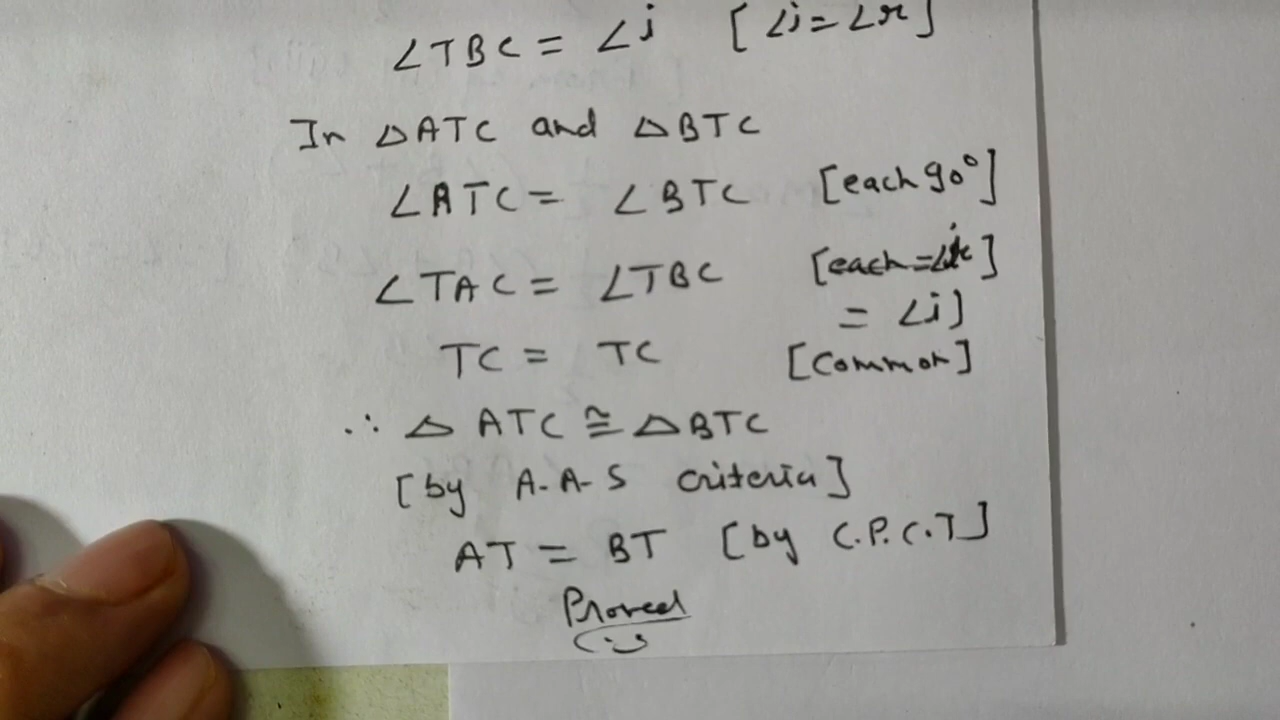 ∠TBC = ∠i [∠i=∠r]
In △ATC and △BTC
∠ATC = ∠BTC [each 90°]
∠TAC = ∠TBC [each = ]
= ∠i]
TC = TC [Common]
∴ △ ATC ≅ △BTC
[by A-A-S criteria]
AT = BT [by C.P.C.T]
Proved